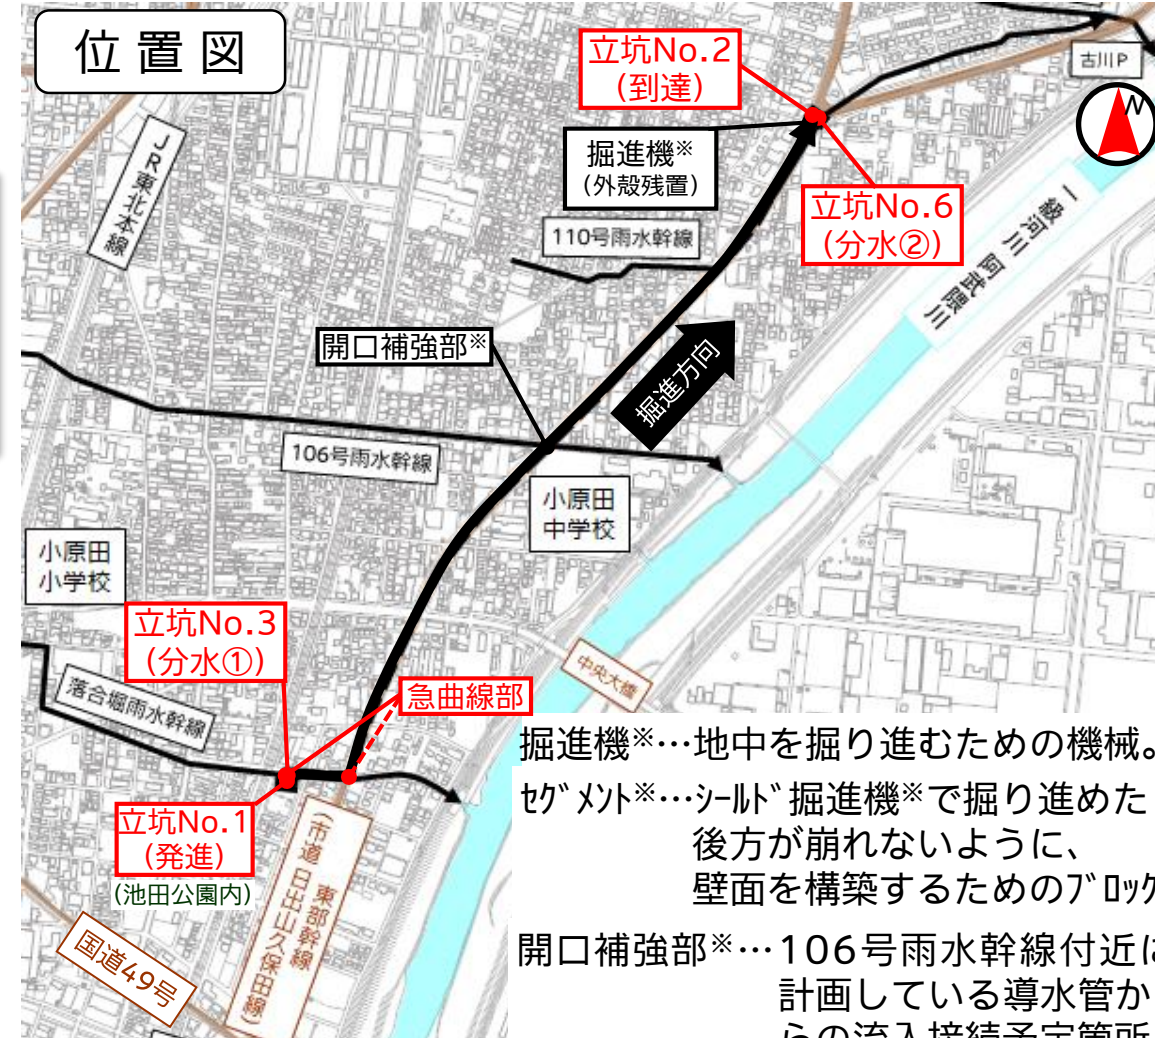 位置図
立坑No.2
(到達)
古川P
N
掘進機※
(外殻残置)
JR東北本線
立坑No.6
(分水②)
110号雨水幹線
一級河川 阿武隈川
開口補強部※
掘進方向
106号雨水幹線
小原田
中学校
小原田
小学校
立坑No.3
(分水①)
中央大橋
落合堀雨水幹線
急曲線部
立坑No.1
(発進)
(池田公園内)
東部幹線
(市道 日出山久保田線)
国道49号
掘進機※…地中を掘り進むための機械。
ｾｸﾞﾒﾝﾄ※…ｼｰﾙﾄﾞ掘進機※で掘り進めた
後方が崩れないように、
壁面を構築するためのﾌﾞﾛｯｸ
開口補強部※…106号雨水幹線付近に
計画している導水管か
らの流入接続予定箇所